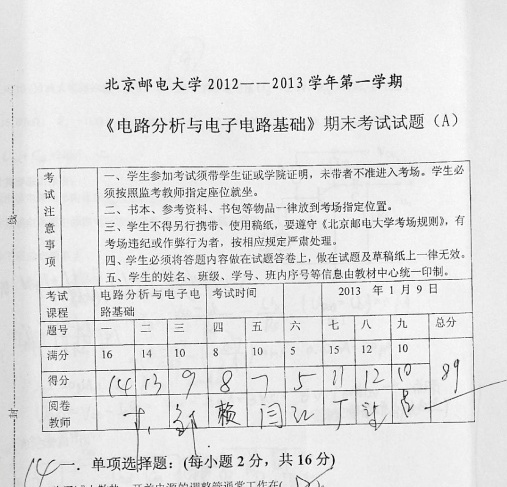 北京邮电大学 2012——2013 学年第一学期
《电路分析与电子电路基础》期末考试试题（A）
考试注意事项
一、学生参加考试须带学生证或学院证明，未带者不准进入考场。学生必
须按照监考教师指定座位就坐。
二、书本、参考资料、书包等物品一律放到考场指定位置。
三、学生不得另行携带、使用稿纸，要遵守《北京邮电大学考场规则》，有
考场违纪或作弊行为者，按相应规定严肃处理。
四、学生必须将答题内容做在试题答卷上，做在试题及草稿纸上一律无效。
五、学生的姓名、班级、学号、班内序号等信息由教材中心统一印制。
考试课程 电路分析与电子电路基础 考试时间 2013 年 1 月 9 日
题号 一 二 三 四 五 六 七 八 九 总分
满分 16 14 10 8 10 5 15 12 10
得分 14 13 9 8 7 5 11 12 10 89
阅卷教师 赖 闫 丁
14 一．单项选择题：(每小题 2 分，共 16 分)